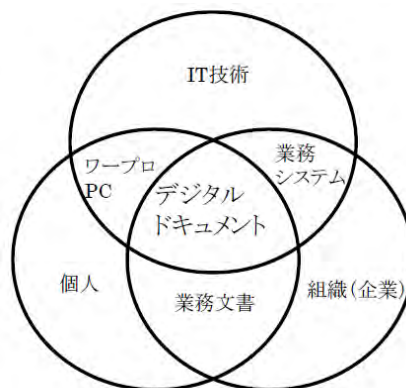 IT技術
ワープロ
PC
業務
システム
デジタル
ドキュメント
個人
業務文書
組織(企業)